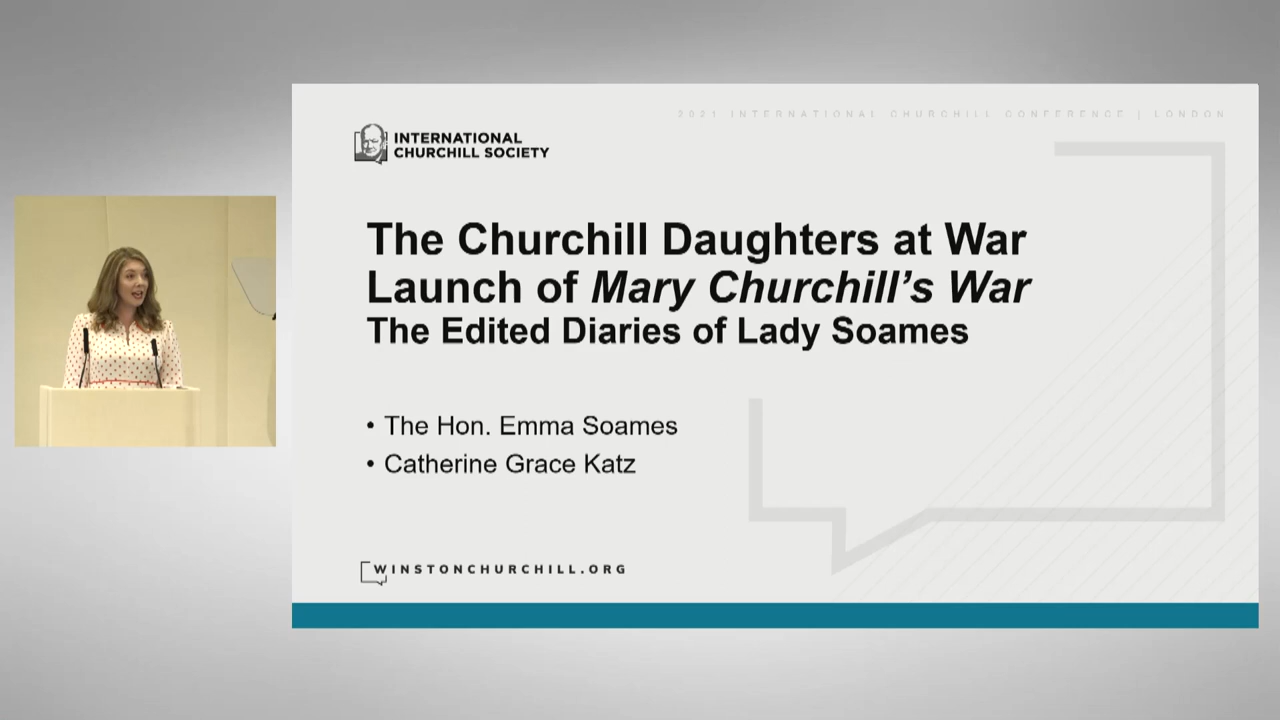 2021 INTERNATIONAL CHURCHILL CONFERENCE | LONDON
INTERNATIONAL
CHURCHILL SOCIETY
The Churchill Daughters at War
Launch of Mary Churchill’s War
The Edited Diaries of Lady Soames
• The Hon. Emma Soames
• Catherine Grace Katz
WINSTONCHURCHILL.ORG